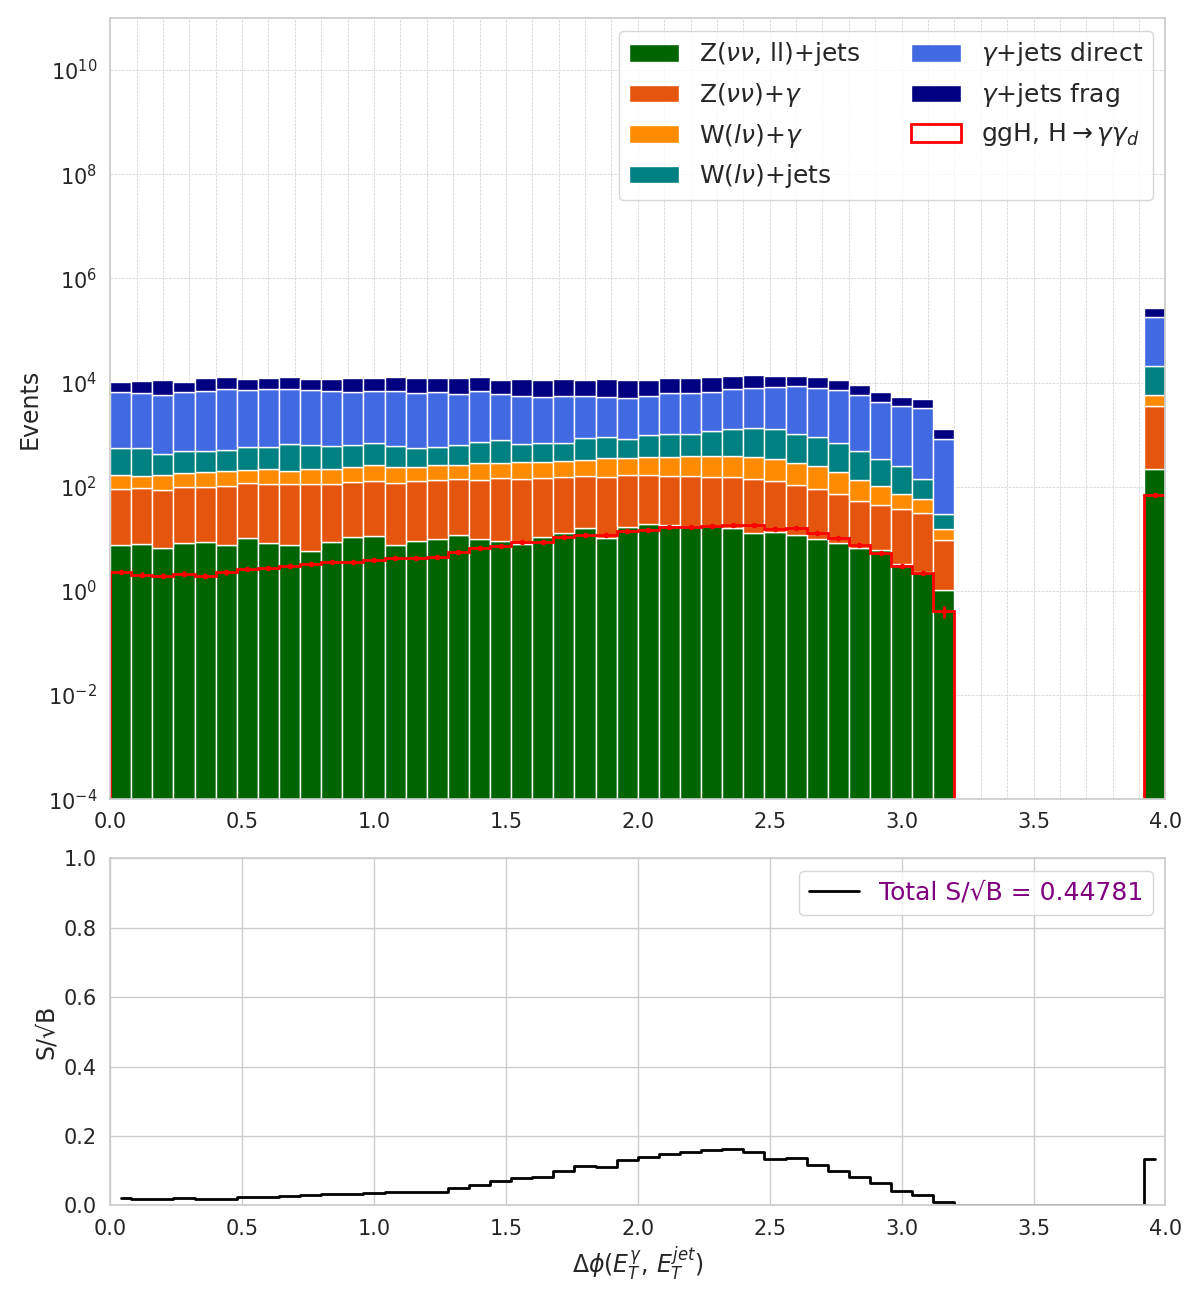 Z(νν, ll)+jets
Z(νν)+γ
W(lν)+γ
W(lν)+jets
γ+jets direct
γ+jets frag
ggH, H→γγ_d
Events
10^10
10^8
10^6
10^4
10^2
10^0
10^−2
10^−4
0.0 0.5 1.0 1.5 2.0 2.5 3.0 3.5 4.0
Total S/√B = 0.44781
S/√B
1.0
0.8
0.6
0.4
0.2
0.0
0.0 0.5 1.0 1.5 2.0 2.5 3.0 3.5 4.0
Δϕ(E_T^γ, E_T^jet)